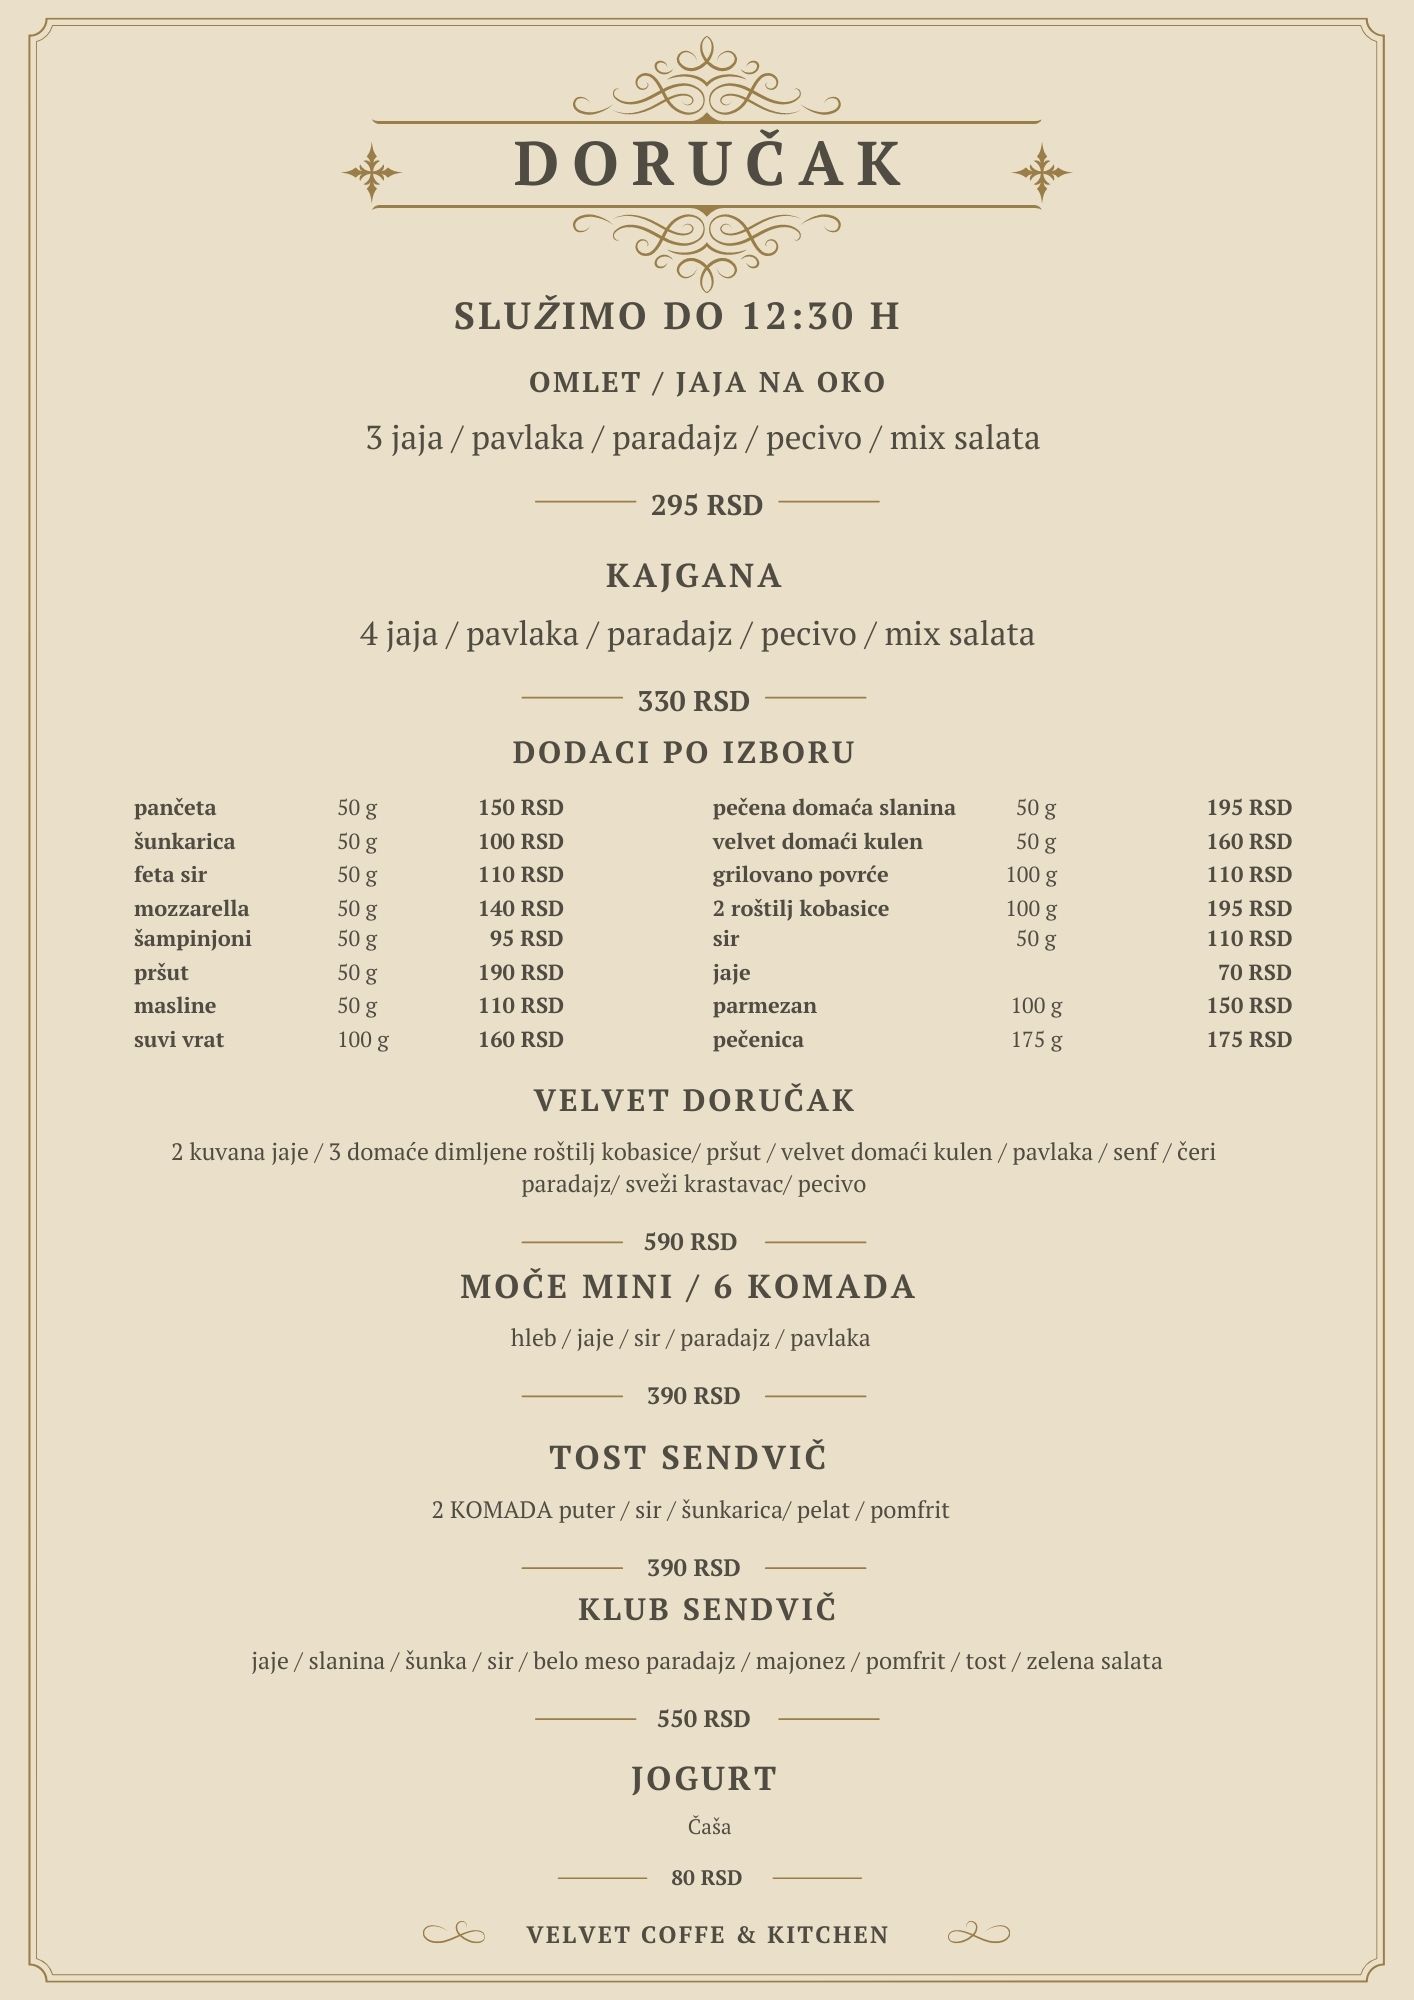 DORUČAK
SLUŽIMO DO 12:30 H
OMLET / JAJA NA OKO
3 jaja / pavlaka / paradajz / pecivo / mix salata
295 RSD
KAJGANA
4 jaja / pavlaka / paradajz / pecivo / mix salata
330 RSD
DODACI PO IZBORU
pančeta 50 g 150 RSD pečena domaća slanina 50 g 195 RSD
šunkarica 50 g 100 RSD velvet domaći kulen 50 g 160 RSD
feta sir 50 g 110 RSD grilovano povrće 100 g 110 RSD
mozzarella 50 g 140 RSD 2 roštilj kobasice 100 g 195 RSD
šampinjoni 50 g 95 RSD sir 50 g 110 RSD
pršut 50 g 190 RSD jaje 70 RSD
masline 50 g 110 RSD parmezan 100 g 150 RSD
suvi vrat 100 g 160 RSD pečenica 175 g 175 RSD
VELVET DORUČAK
2 kuvana jaje / 3 domaće dimljene roštilj kobasice/ pršut / velvet domaći kulen / pavlaka / senf / čeri
paradajz/ sveži krastavac/ pecivo
590 RSD
MOČE MINI / 6 KOMADA
hleb / jaje / sir / paradajz / pavlaka
390 RSD
TOST SENDVIČ
2 KOMADA puter / sir / šunkarica/ pelat / pomfrit
390 RSD
KLUB SENDVIČ
jaje / slanina / šunka / sir / belo meso paradajz / majonez / pomfrit / tost / zelena salata
550 RSD
JOGURT
Čaša
80 RSD
VELVET COFFE & KITCHEN